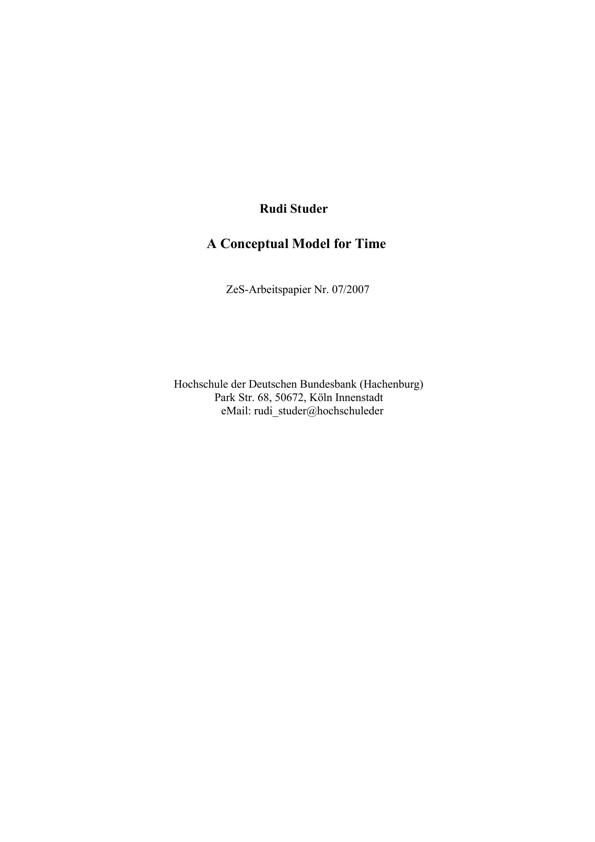 Rudi Studer
A Conceptual Model for Time
ZeS-Arbeitspapier Nr. 07/2007
Hochschule der Deutschen Bundesbank (Hachenburg)
Park Str. 68, 50672, Köln Innenstadt
eMail: rudi_studer@hochschuleder